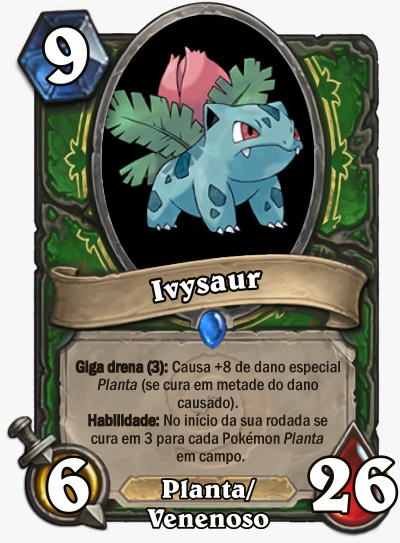 9
Ivysaur
Giga drena (3): Causa +8 de dano especial
Planta (se cura em metade do dano
causado).
Habilidade: No início da sua rodada se
cura em 3 para cada Pokémon Planta
em campo.
6
Planta/
Venenoso
26